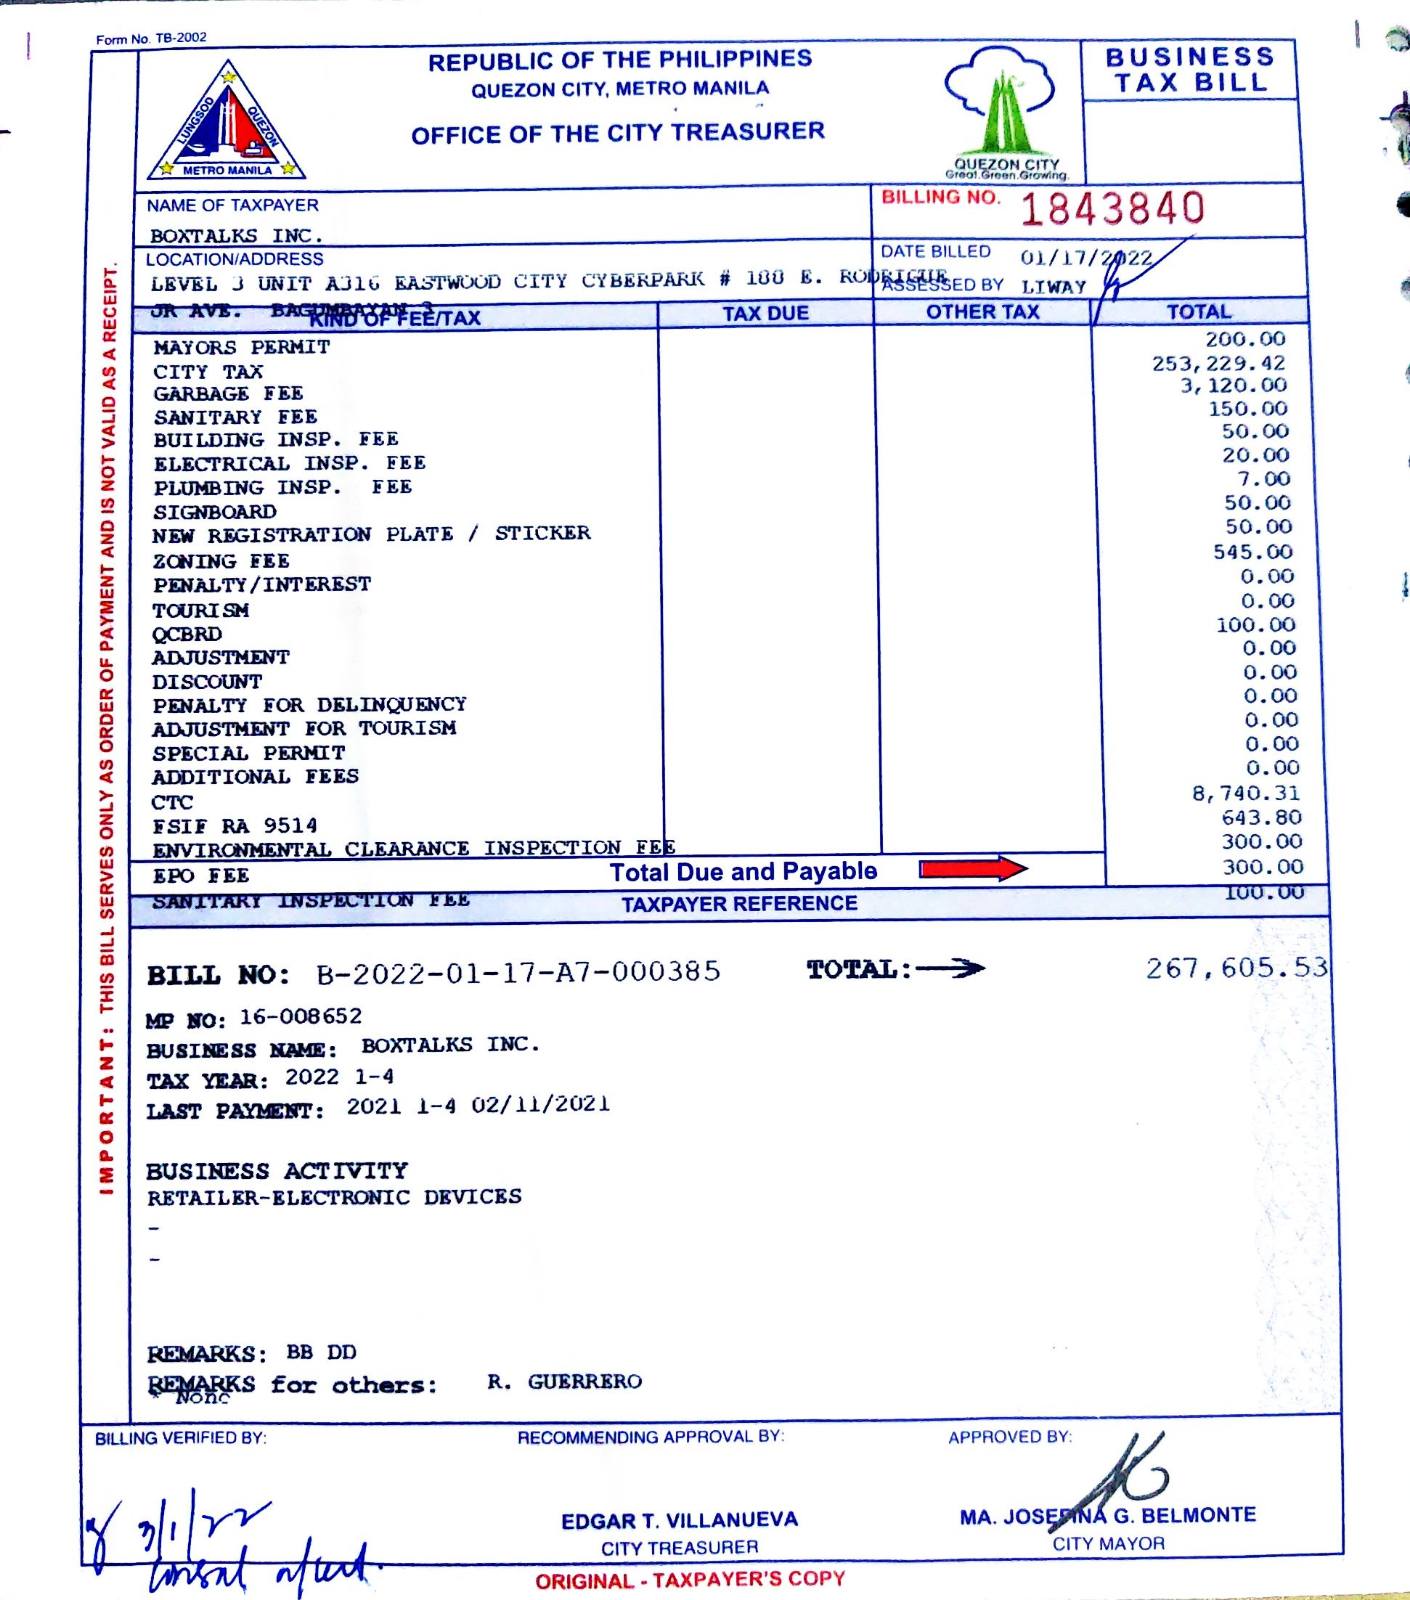 Form No. TB-2002
REPUBLIC OF THE PHILIPPINES
QUEZON CITY, METRO MANILA
OFFICE OF THE CITY TREASURER
LUNGSOD QUEZON
METRO MANILA
QUEZON CITY
Great.Green.Growing.
BUSINESS
TAX BILL
NAME OF TAXPAYER
BOXTALKS INC.
BILLING NO. 1843840
LOCATION/ADDRESS
LEVEL 3 UNIT A316 EASTWOOD CITY CYBERPARK # 188 E. RODRIGUE
JR AVE. BAGUMBAYAN 3
DATE BILLED 01/17/2022
ASSESSED BY LIWAY
KIND OF FEE/TAX TAX DUE OTHER TAX TOTAL
MAYORS PERMIT 200.00
CITY TAX 253,229.42
GARBAGE FEE 3,120.00
SANITARY FEE 150.00
BUILDING INSP. FEE 50.00
ELECTRICAL INSP. FEE 20.00
PLUMBING INSP. FEE 7.00
SIGNBOARD 50.00
NEW REGISTRATION PLATE / STICKER 50.00
ZONING FEE 545.00
PENALTY/INTEREST 0.00
TOURISM 0.00
QCBRD 100.00
ADJUSTMENT 0.00
DISCOUNT 0.00
PENALTY FOR DELINQUENCY 0.00
ADJUSTMENT FOR TOURISM 0.00
SPECIAL PERMIT 0.00
ADDITIONAL FEES 0.00
CTC 8,740.31
FSIF RA 9514 643.80
ENVIRONMENTAL CLEARANCE INSPECTION FEE 300.00
EPO FEE 300.00
Total Due and Payable
SANITARY INSPECTION FEE 100.00
TAXPAYER REFERENCE
BILL NO: B-2022-01-17-A7-000385 TOTAL: 267,605.53
MP NO: 16-008652
BUSINESS NAME: BOXTALKS INC.
TAX YEAR: 2022 1-4
LAST PAYMENT: 2021 1-4 02/11/2021
BUSINESS ACTIVITY
RETAILER-ELECTRONIC DEVICES
-
-
REMARKS: BB DD
REMARKS for others: R. GUERRERO
* None
BILLING VERIFIED BY: RECOMMENDING APPROVAL BY: APPROVED BY:
3/1/22
EDGAR T. VILLANUEVA
CITY TREASURER
MA. JOSEFINA G. BELMONTE
CITY MAYOR
ORIGINAL - TAXPAYER'S COPY
IMPORTANT: THIS BILL SERVES ONLY AS ORDER OF PAYMENT AND IS NOT VALID AS A RECEIPT.